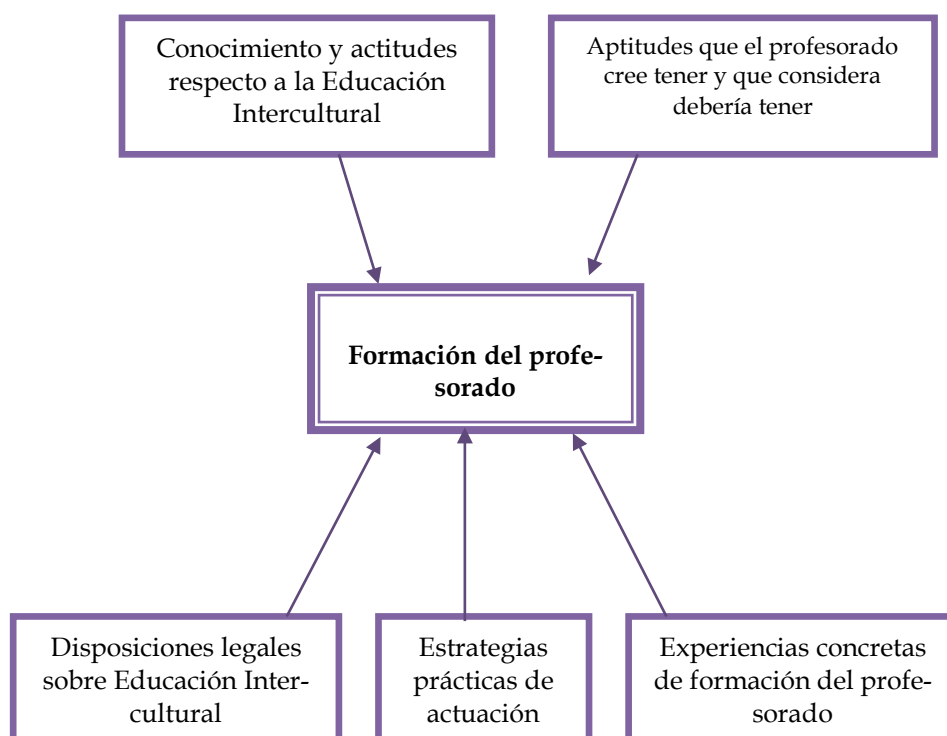 Conocimiento y actitudes
respecto a la Educación
Intercultural
Aptitudes que el profesorado
cree tener y que considera
debería tener
Formación del profe-
sorado
Disposiciones legales
sobre Educación Inter-
cultural
Estrategias
prácticas de
actuación
Experiencias concretas
de formación del profe-
sorado